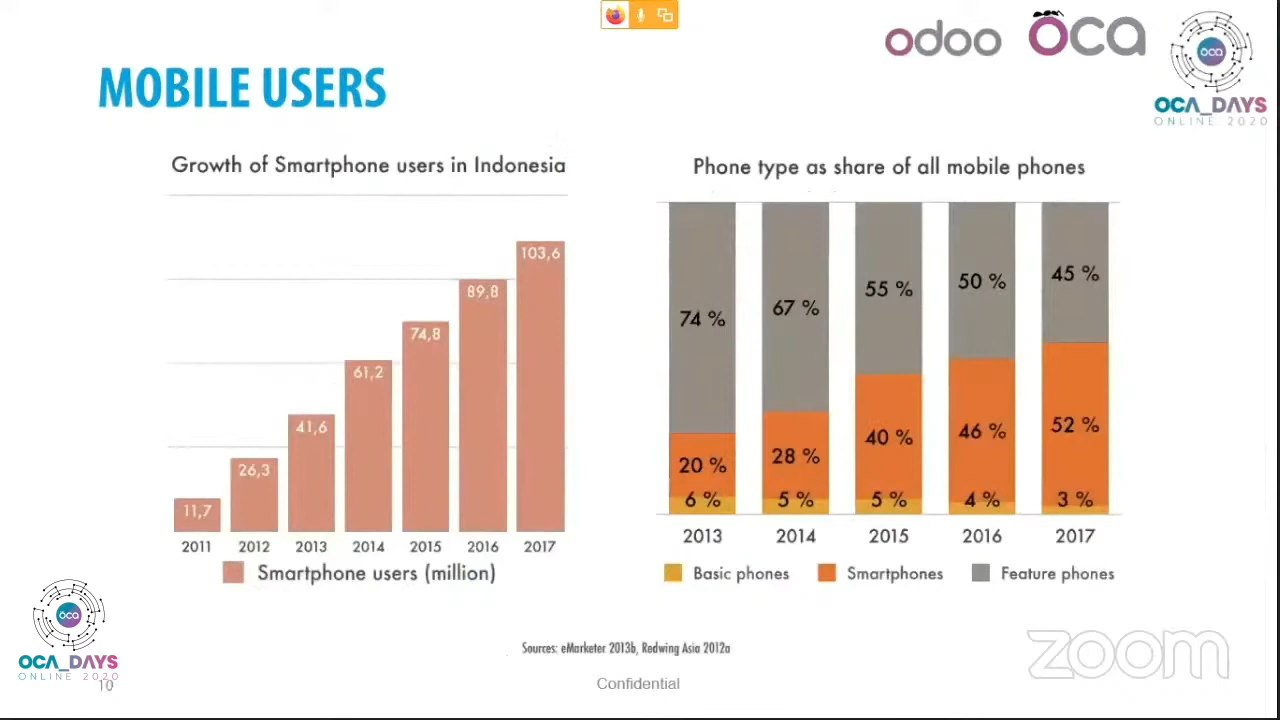 odoo
oca
oca
OCA_DAYS
ONLINE 2020
MOBILE USERS
Growth of Smartphone users in Indonesia
103,6
89,8
74,8
61,2
41,6
26,3
11,7
2011 2012 2013 2014 2015 2016 2017
Smartphone users (million)
Phone type as share of all mobile phones
74 % 67 % 55 % 50 % 45 %
20 % 28 % 40 % 46 % 52 %
6 % 5 % 5 % 4 % 3 %
2013 2014 2015 2016 2017
Basic phones Smartphones Feature phones
oca
OCA_DAYS
ONLINE 2020
10
Sources: eMarketer 2013b, Redwing Asia 2012a
Confidential
zoom